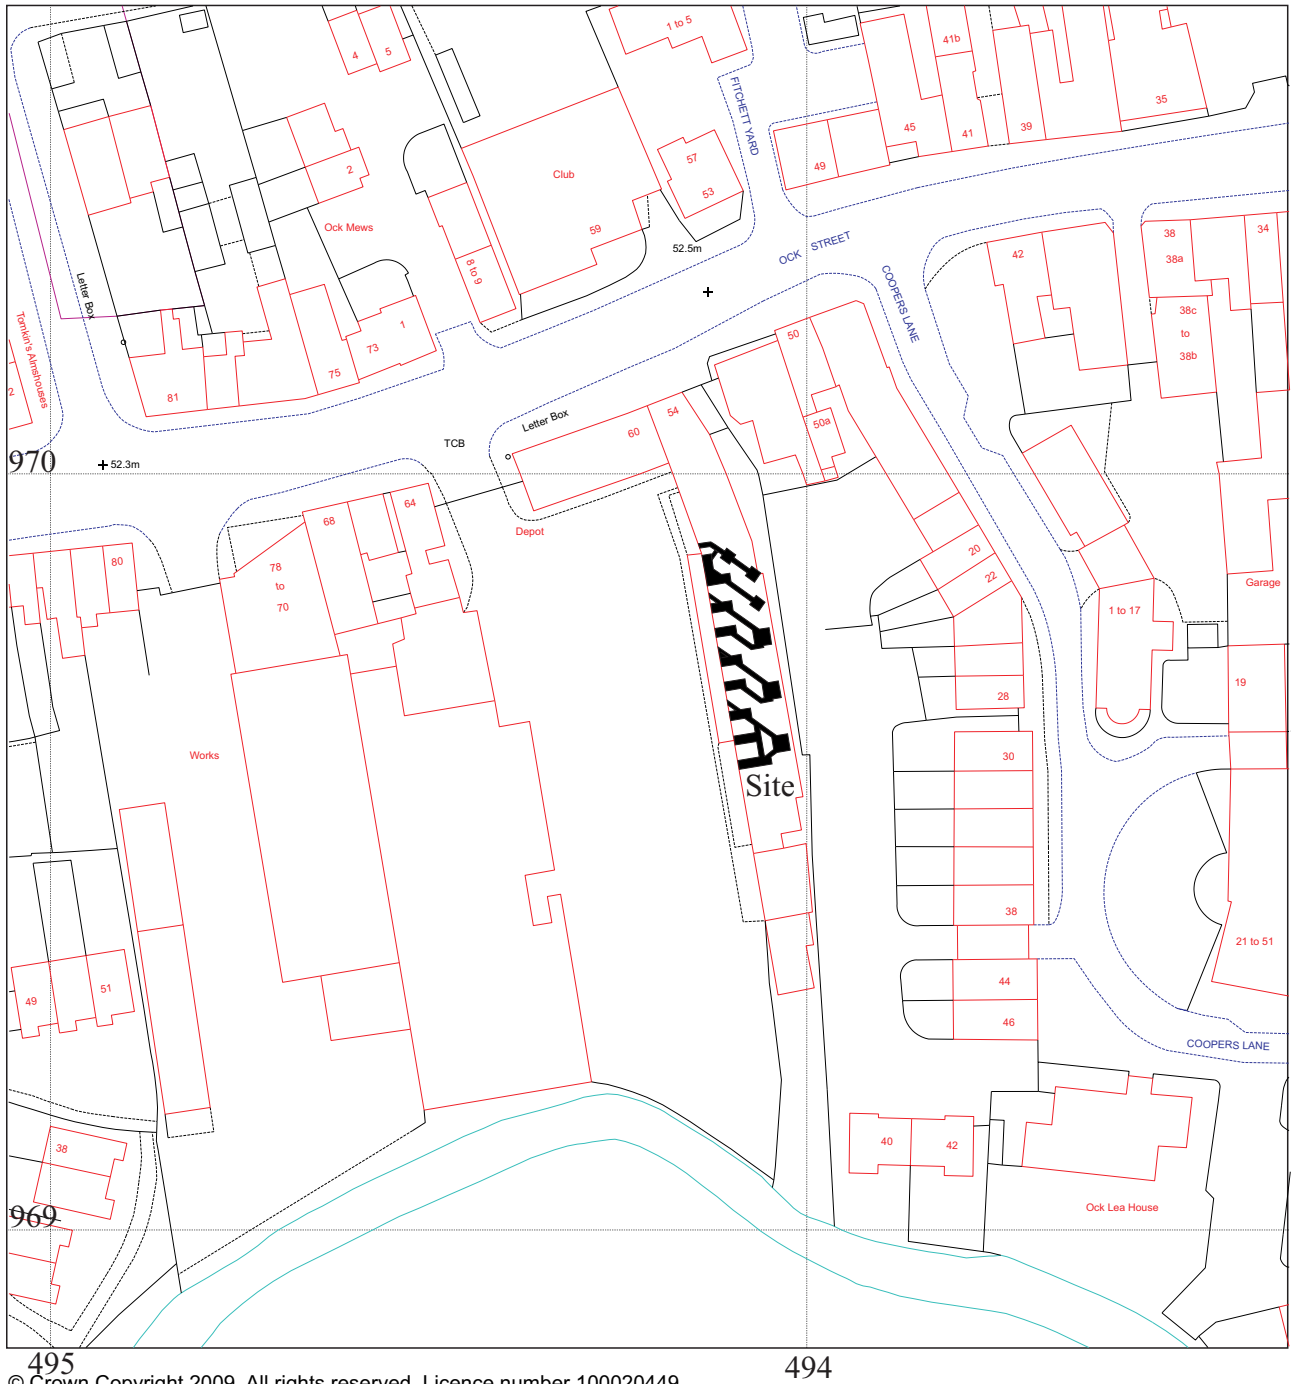 1 to 5
4
5
41b
35
45
41
39
FITCHETT YARD
49
57
53
2
Club
59
Ock Mews
52.5m
OCK STREET
8 to 9
Letter Box
Tomkin's Almshouses
1
73
75
81
2
COOPERS LANE
42
38
38a
34
38c
to
38b
50
50a
54
60
Letter Box
TCB
970
52.3m
Depot
64
68
78
to
70
80
20
22
1 to 17
Garage
28
19
30
Works
Site
38
21 to 51
44
46
49
51
COOPERS LANE
38
40
42
Ock Lea House
969
495
494
© Crown Copyright 2009. All rights reserved. Licence number 100020449